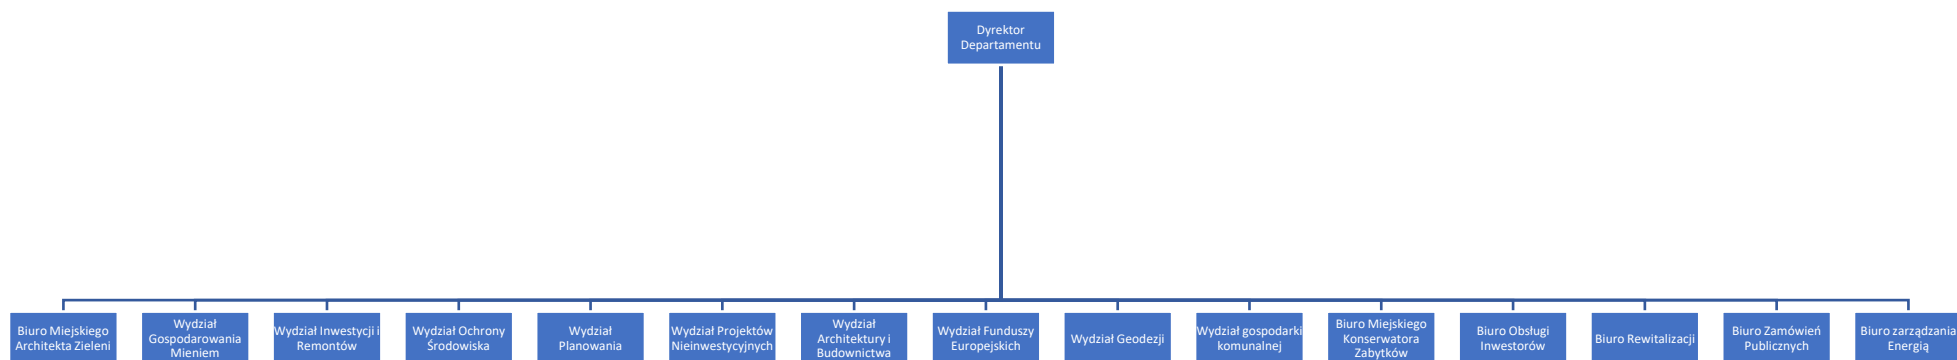 Dyrektor
Departamentu
Biuro Miejskiego
Architekta Zieleni
Wydział
Gospodarowania
Mieniem
Wydział Inwestycji i
Remontów
Wydział Ochrony
Środowiska
Wydział
Planowania
Wydział Projektów
Nieinwestycyjnych
Wydział
Architektury i
Budownictwa
Wydział Funduszy
Europejskich
Wydział Geodezji
Wydział gospodarki
komunalnej
Biuro Miejskiego
Konserwatora
Zabytków
Biuro Obsługi
Inwestorów
Biuro Rewitalizacji
Biuro Zamówień
Publicznych
Biuro zarządzania
Energią